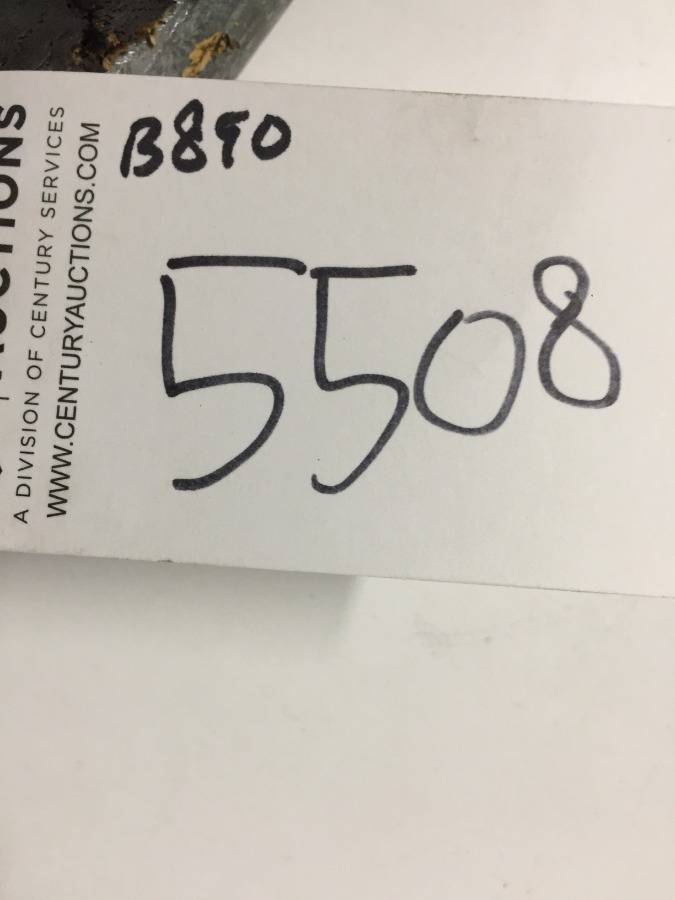 B890
5508
A DIVISION OF CENTURY SERVICES
WWW.CENTURYAUCTIONS.COM